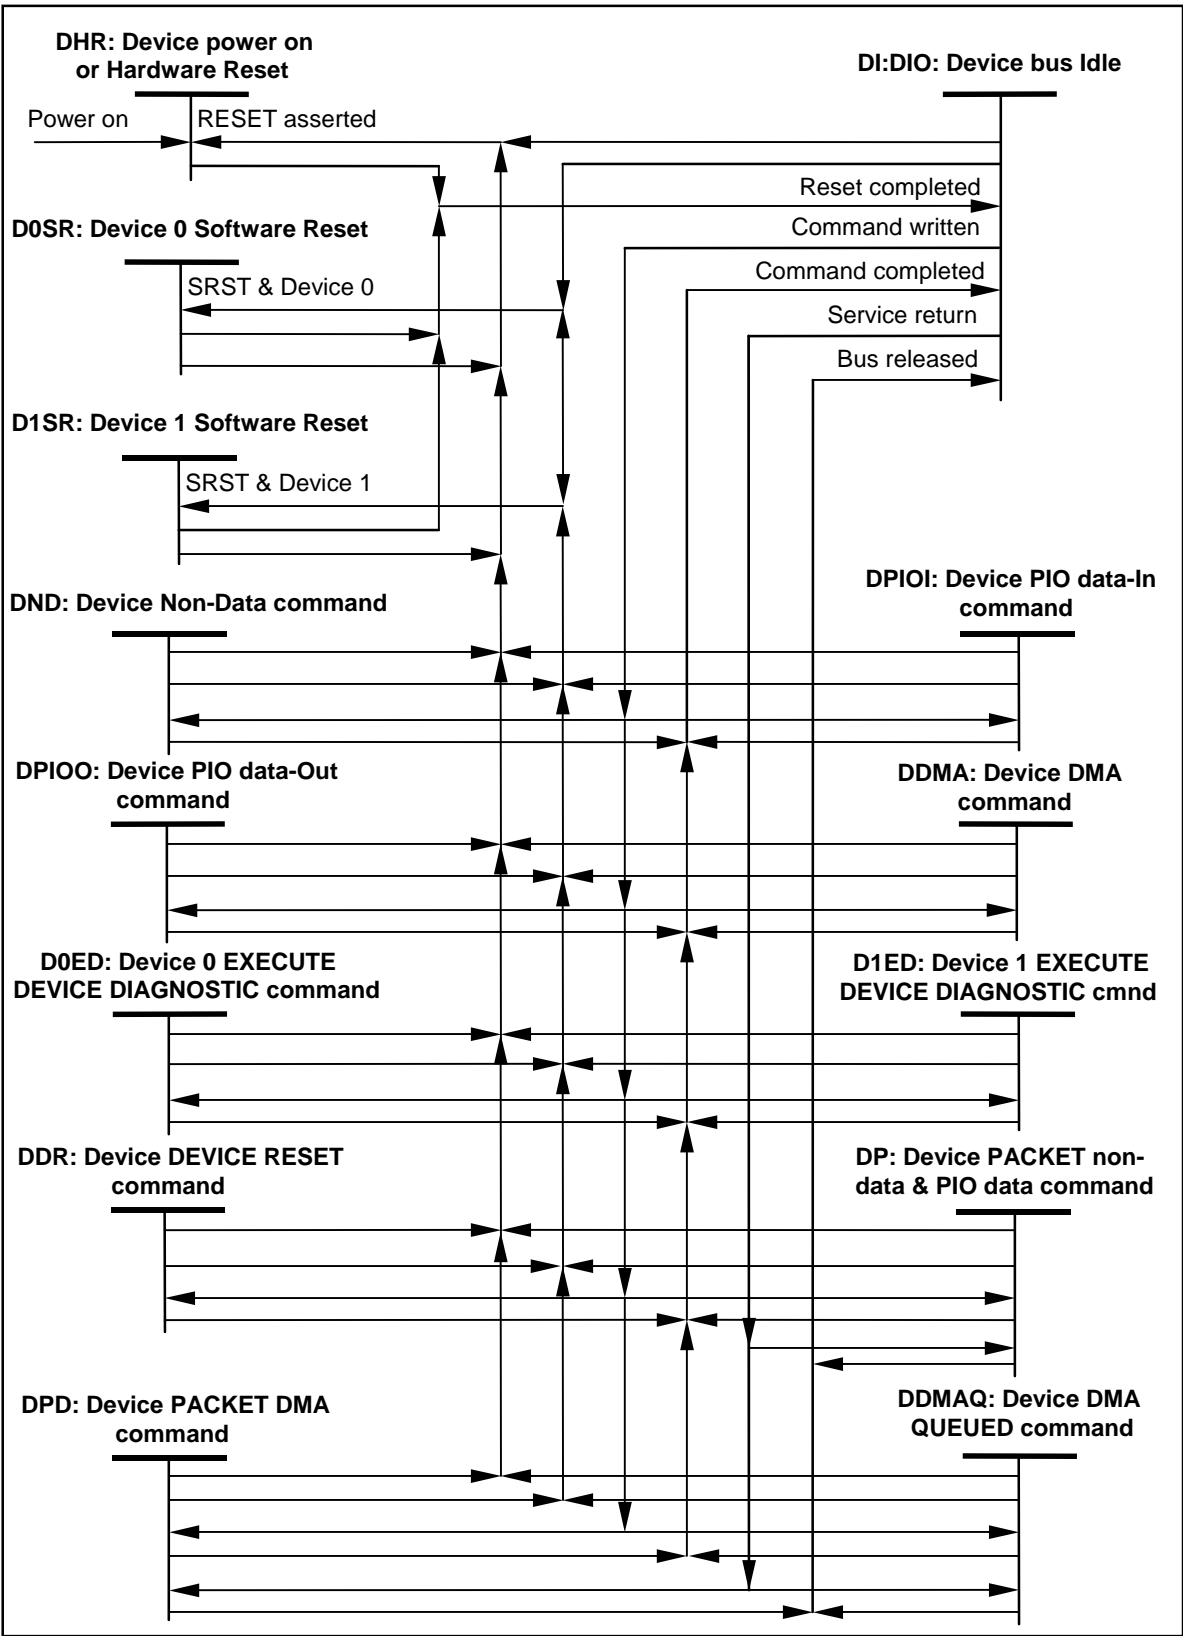 DHR: Device power on
or Hardware Reset
DI:DIO: Device bus Idle
Power on
RESET asserted
Reset completed
D0SR: Device 0 Software Reset
Command written
SRST & Device 0
Command completed
Service return
Bus released
D1SR: Device 1 Software Reset
SRST & Device 1
DPIOI: Device PIO data-In
command
DND: Device Non-Data command
DPIOO: Device PIO data-Out
command
DDMA: Device DMA
command
D0ED: Device 0 EXECUTE
DEVICE DIAGNOSTIC command
D1ED: Device 1 EXECUTE
DEVICE DIAGNOSTIC cmnd
DDR: Device DEVICE RESET
command
DP: Device PACKET non-
data & PIO data command
DPD: Device PACKET DMA
command
DDMAQ: Device DMA
QUEUED command